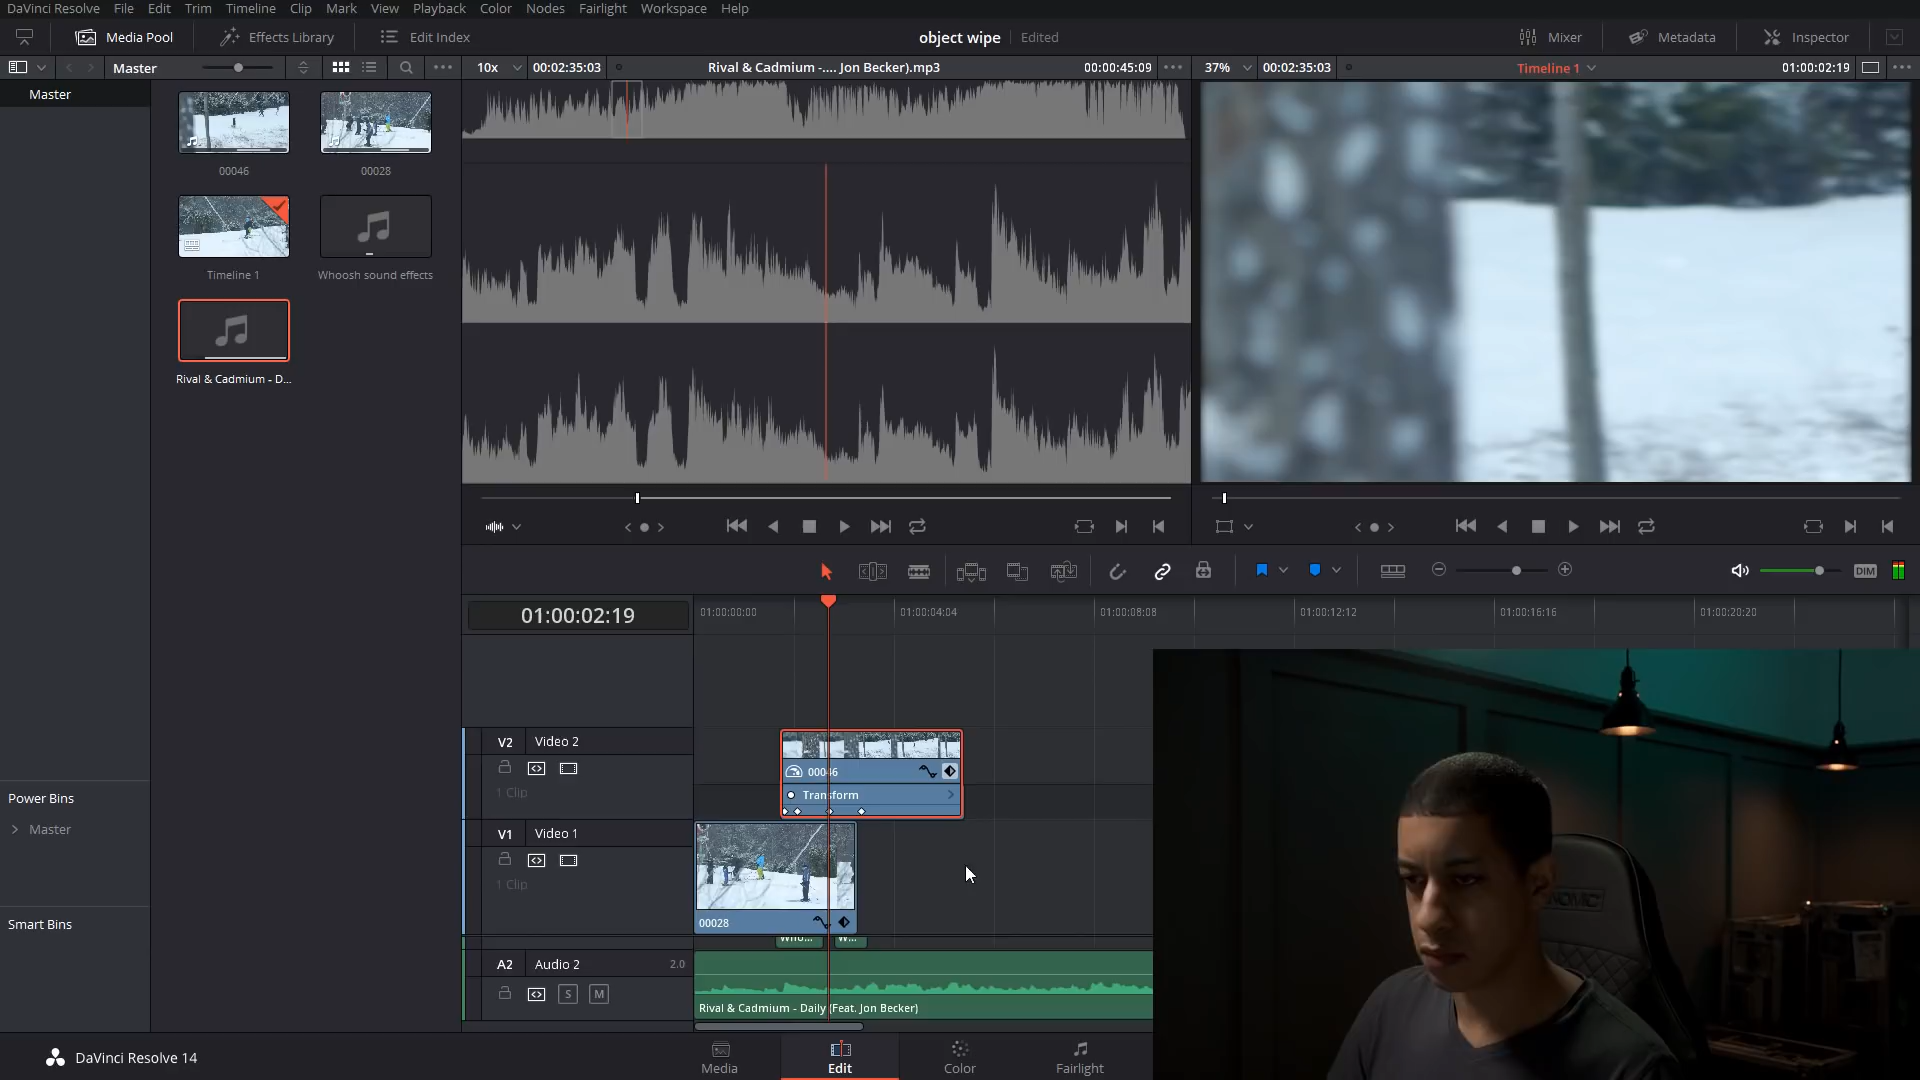 DaVinci Resolve File Edit Trim Timeline Clip Mark View Playback Color Nodes Fairlight Workspace Help
Media Pool Effects Library Edit Index object wipe Edited Mixer Metadata Inspector
Master 10x 00:02:35:03 Rival & Cadmium -.... Jon Becker).mp3 00:00:45:09 37% 00:02:35:03 Timeline 1 01:00:02:19
Master
00046 00028
Timeline 1 Whoosh sound effects
Rival & Cadmium - D...
DIM
01:00:02:19 01:00:00:00 01:00:04:04 01:00:08:08 01:00:12:12 01:00:16:16 01:00:20:20
V2 Video 2
00046
1 Clip
Transform
V1 Video 1
1 Clip
00028
Power Bins
Master
Smart Bins
A2 Audio 2 2.0
S M
Rival & Cadmium - Daily (Feat. Jon Becker)
DaVinci Resolve 14
Media Edit Color Fairlight